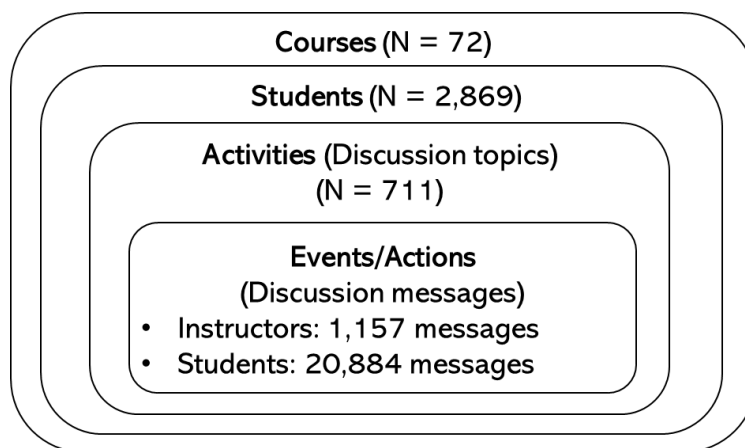 Courses (N = 72)
Students (N = 2,869)
Activities (Discussion topics)
(N = 711)
Events/Actions
(Discussion messages)
• Instructors: 1,157 messages
• Students: 20,884 messages